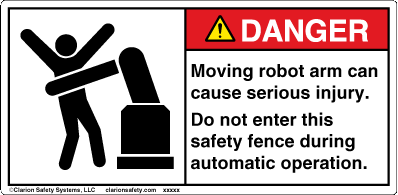 DANGER
Moving robot arm can
cause serious injury.
Do not enter this
safety fence during
automatic operation.
©Clarion Safety Systems, LLC clarionsafety.com xxxxx